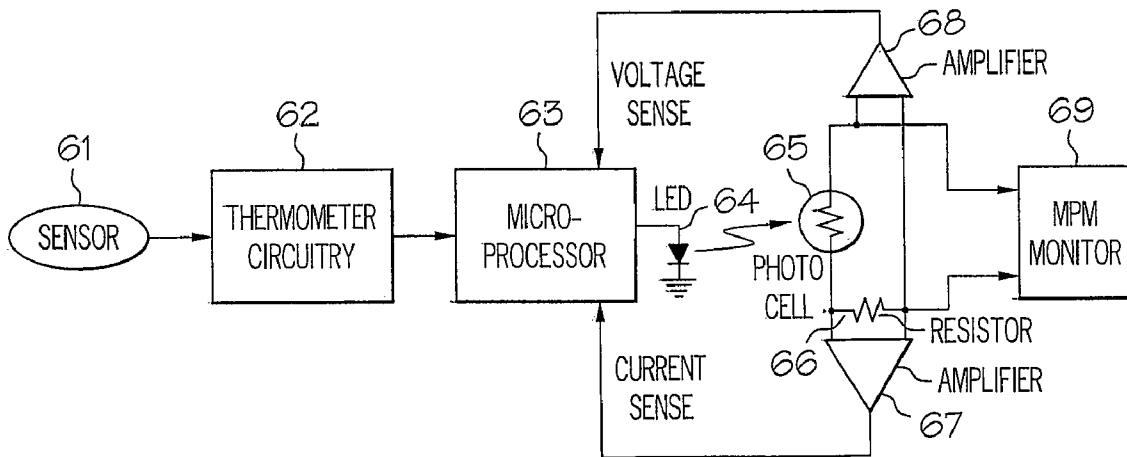 68
AMPLIFIER
VOLTAGE
SENSE
61
62
63
65
69
SENSOR
THERMOMETER
CIRCUITRY
MICRO-
PROCESSOR
LED
64
MPM
MONITOR
PHOTO
CELL
66
RESISTOR
CURRENT
SENSE
AMPLIFIER
67